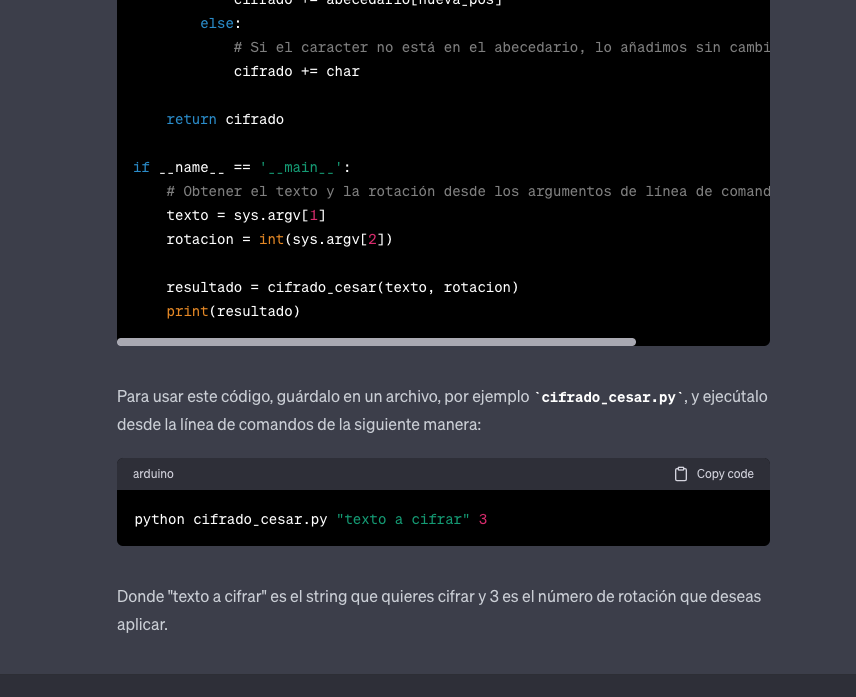 cifrado += abecedario[nueva_pos]
else:
# Si el caracter no está en el abecedario, lo añadimos sin cambi
cifrado += char
return cifrado
if __name__ == '__main__':
# Obtener el texto y la rotación desde los argumentos de línea de comand
texto = sys.argv[1]
rotacion = int(sys.argv[2])
resultado = cifrado_cesar(texto, rotacion)
print(resultado)
Para usar este código, guárdalo en un archivo, por ejemplo `cifrado_cesar.py`, y ejecútalo
desde la línea de comandos de la siguiente manera:
arduino Copy code
python cifrado_cesar.py "texto a cifrar" 3
Donde "texto a cifrar" es el string que quieres cifrar y 3 es el número de rotación que deseas
aplicar.